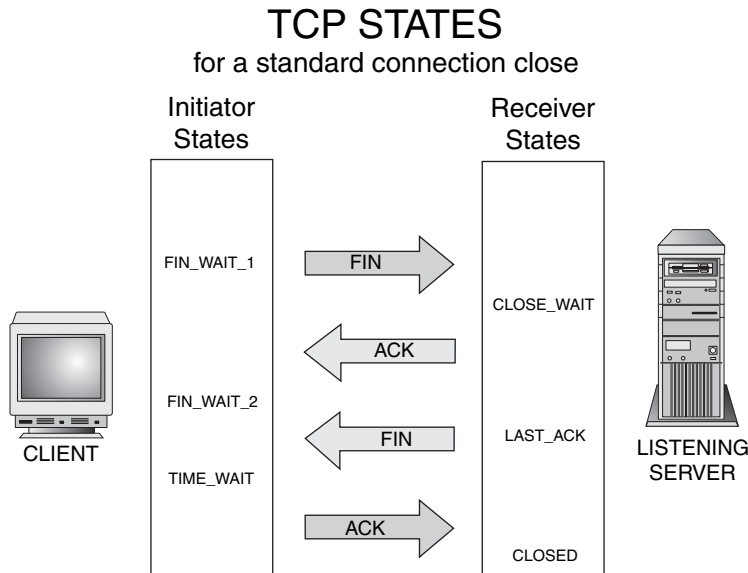 TCP STATES
for a standard connection close
Initiator
States
Receiver
States
FIN_WAIT_1
FIN
CLOSE_WAIT
ACK
FIN_WAIT_2
FIN
LAST_ACK
CLIENT
LISTENING
SERVER
TIME_WAIT
ACK
CLOSED